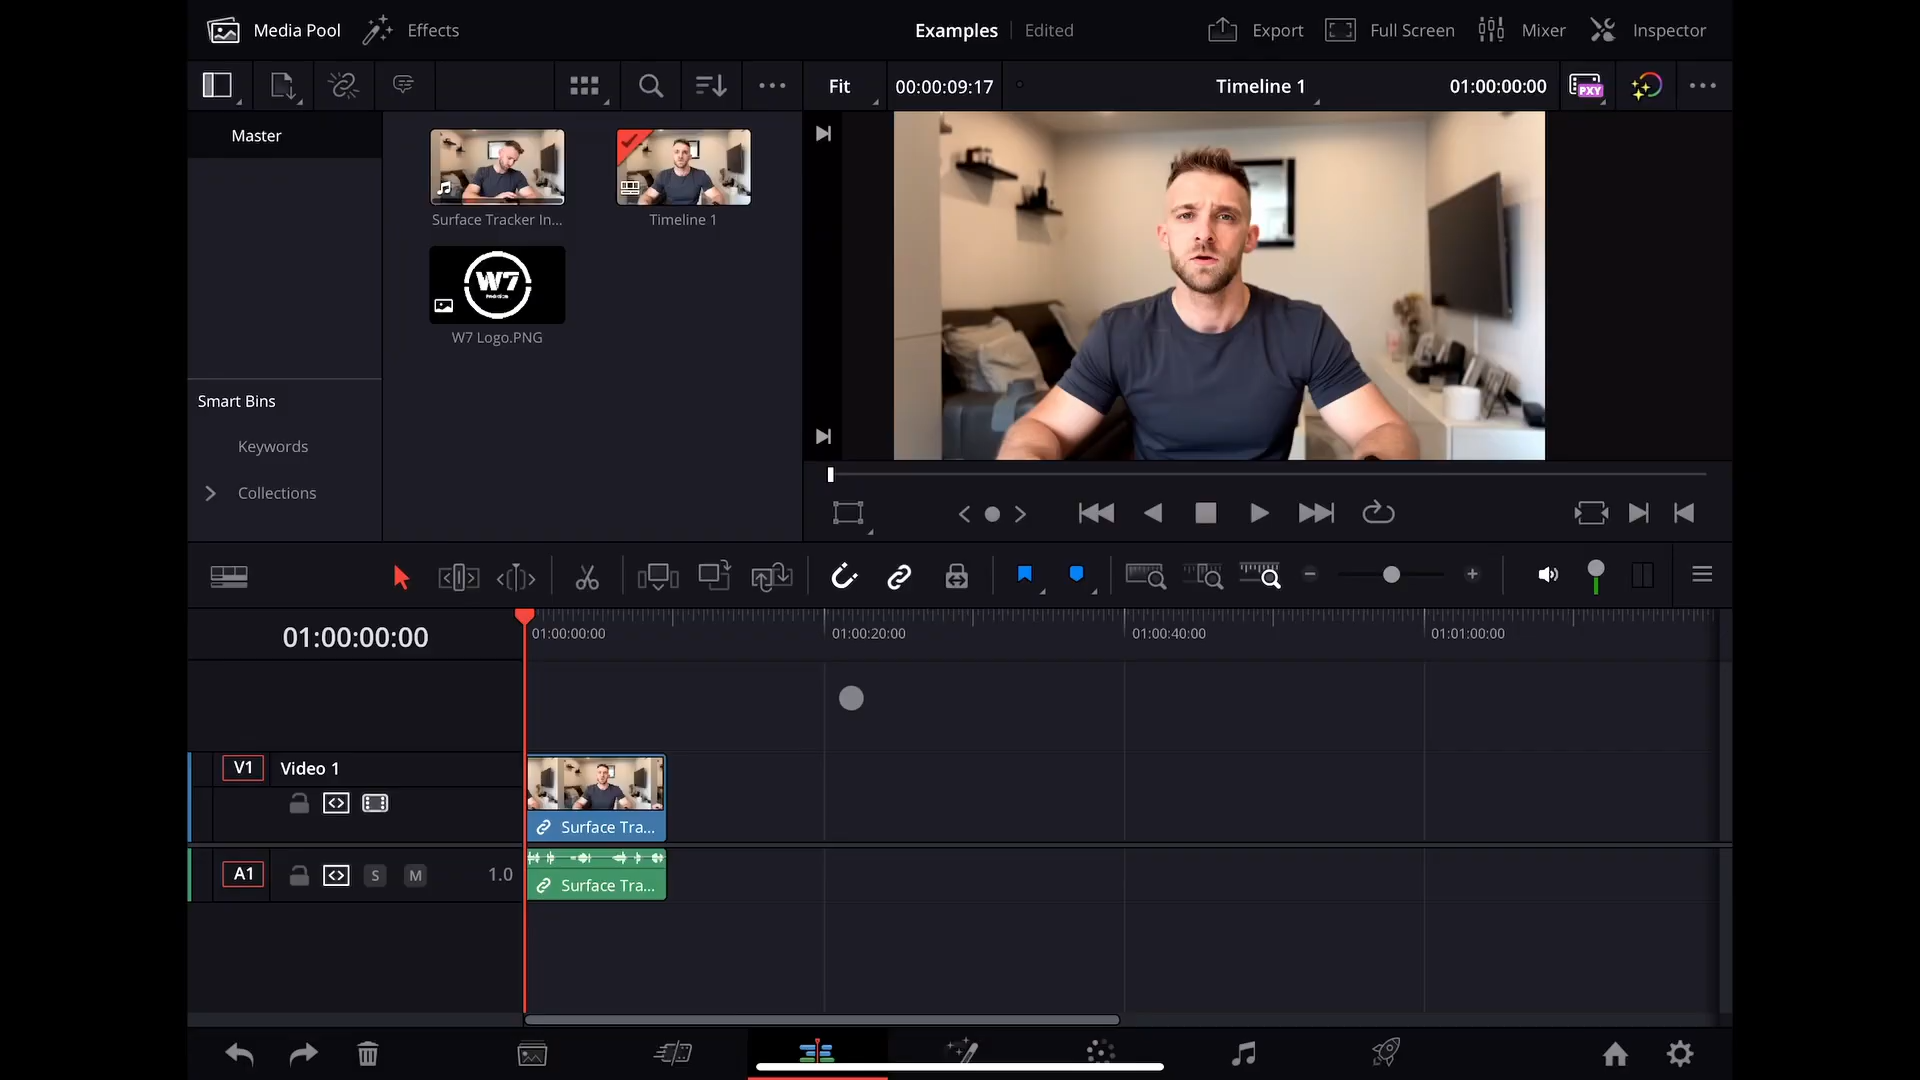 Media Pool
Effects
Examples
Edited
Export
Full Screen
Mixer
Inspector
Fit
00:00:09:17
Timeline 1
01:00:00:00
PXY
Master
Surface Tracker In...
Timeline 1
W7
W7 Logo.PNG
Smart Bins
Keywords
Collections
01:00:00:00
01:00:00:00
01:00:20:00
01:00:40:00
01:01:00:00
V1
Video 1
Surface Tra...
A1
S
M
1.0
Surface Tra...